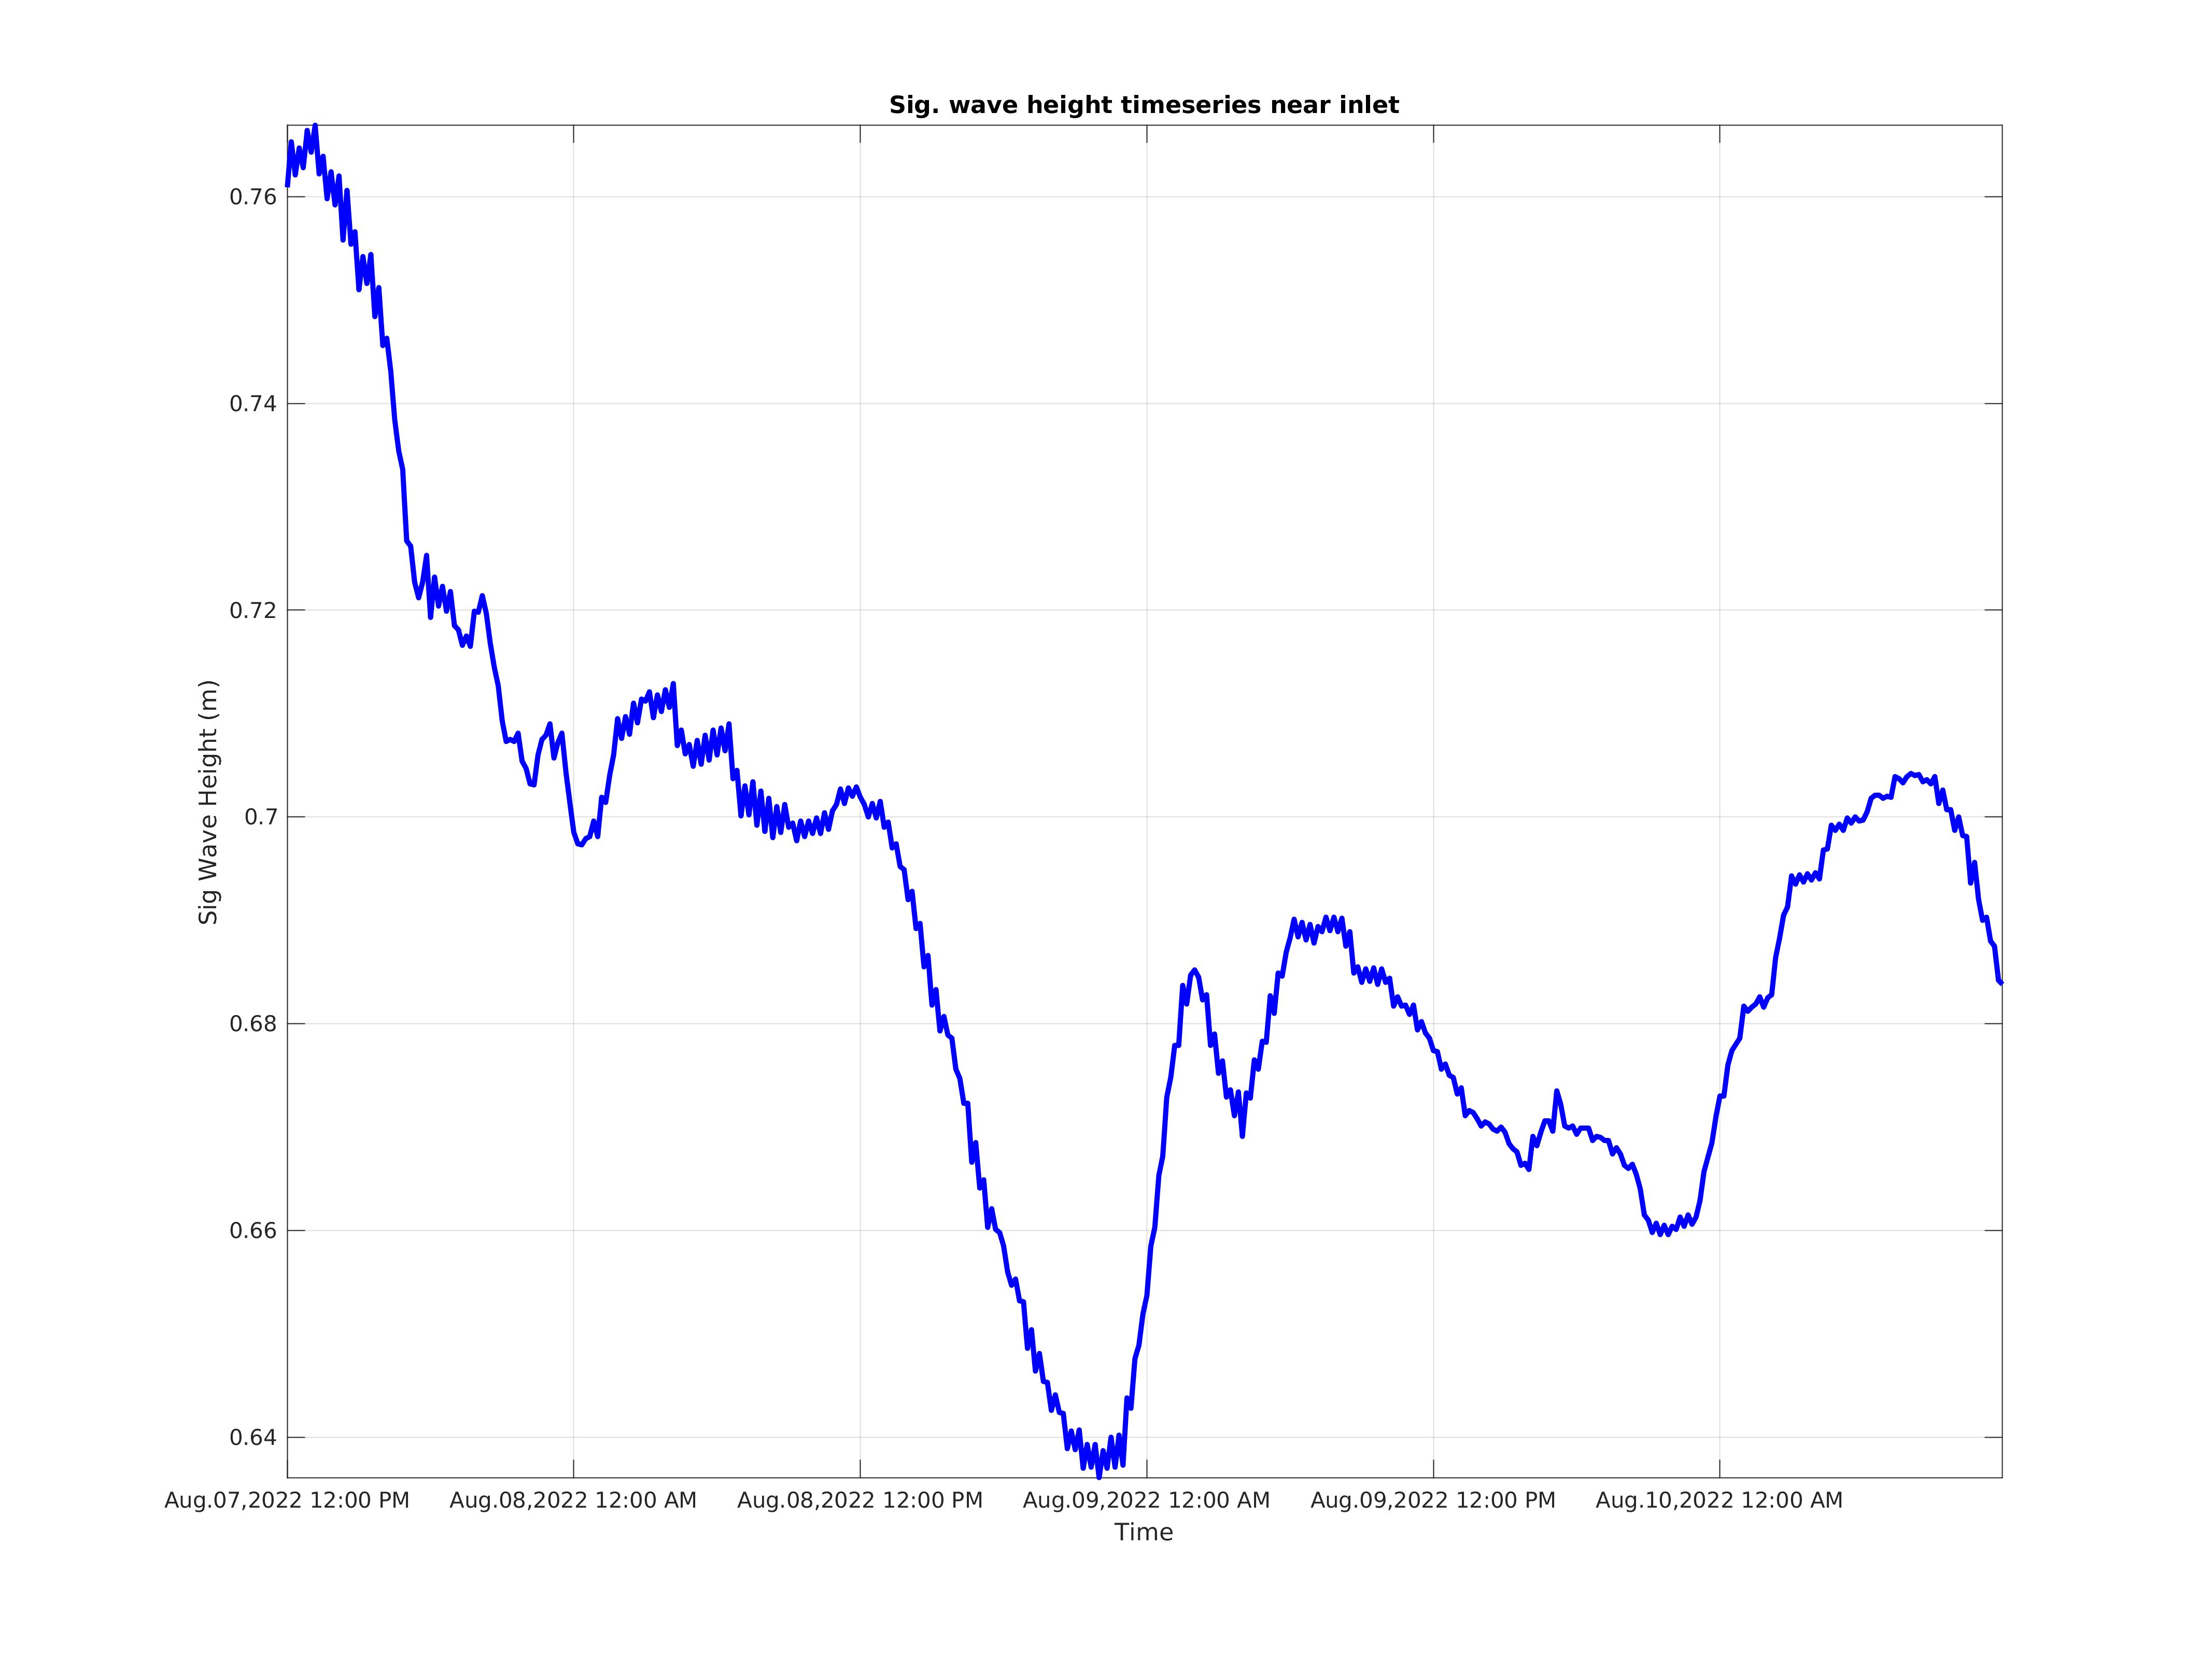 Sig. wave height timeseries near inlet
0.76
0.74
0.72
0.7
0.68
0.66
0.64
Sig Wave Height (m)
Aug.07,2022 12:00 PM
Aug.08,2022 12:00 AM
Aug.08,2022 12:00 PM
Aug.09,2022 12:00 AM
Aug.09,2022 12:00 PM
Aug.10,2022 12:00 AM
Time